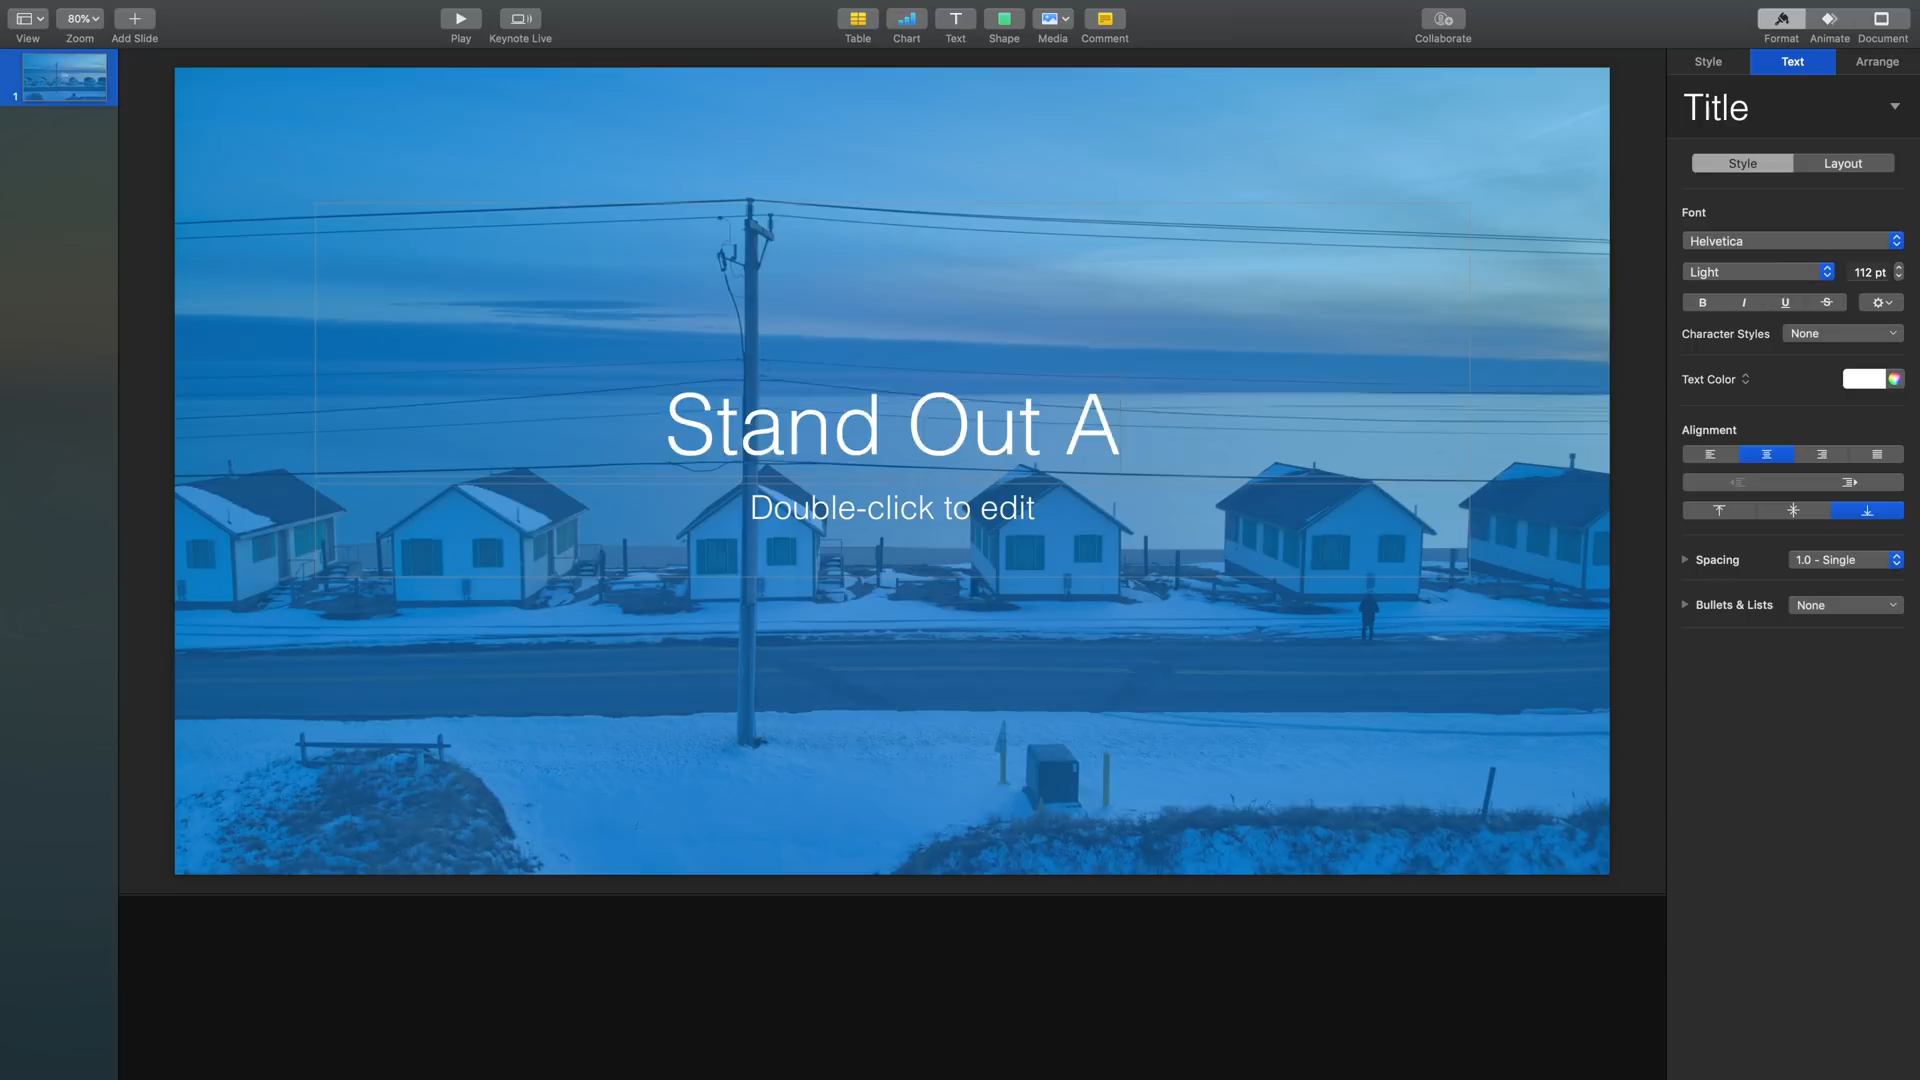 80%
View
Zoom
Add Slide
Play
Keynote Live
Table
Chart
Text
Shape
Media
Comment
Collaborate
Format
Animate
Document
1
Stand Out A
Double-click to edit
Style
Text
Arrange
Title
Style
Layout
Font
Helvetica
Light
112 pt
B
I
U
S
Character Styles
None
Text Color
Alignment
Spacing
1.0 - Single
Bullets & Lists
None